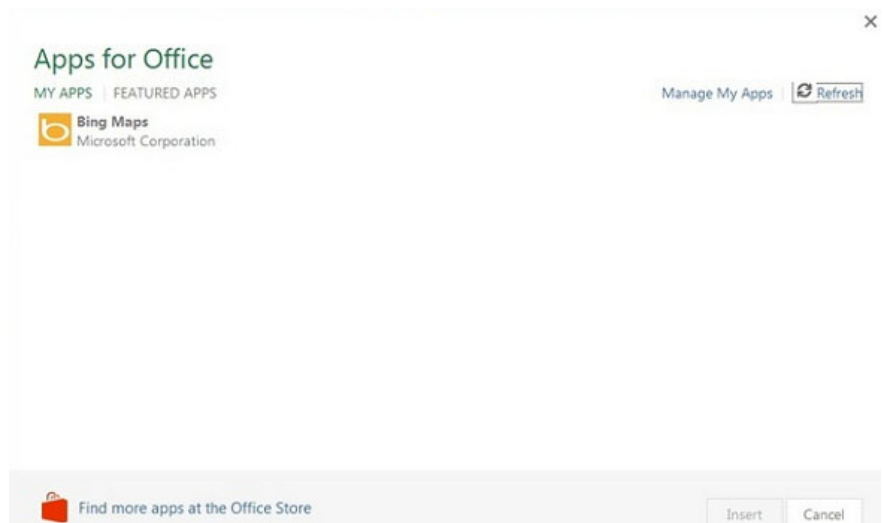 Apps for Office
MY APPS | FEATURED APPS
Manage My Apps | Refresh
Bing Maps
Microsoft Corporation
Find more apps at the Office Store
Insert
Cancel